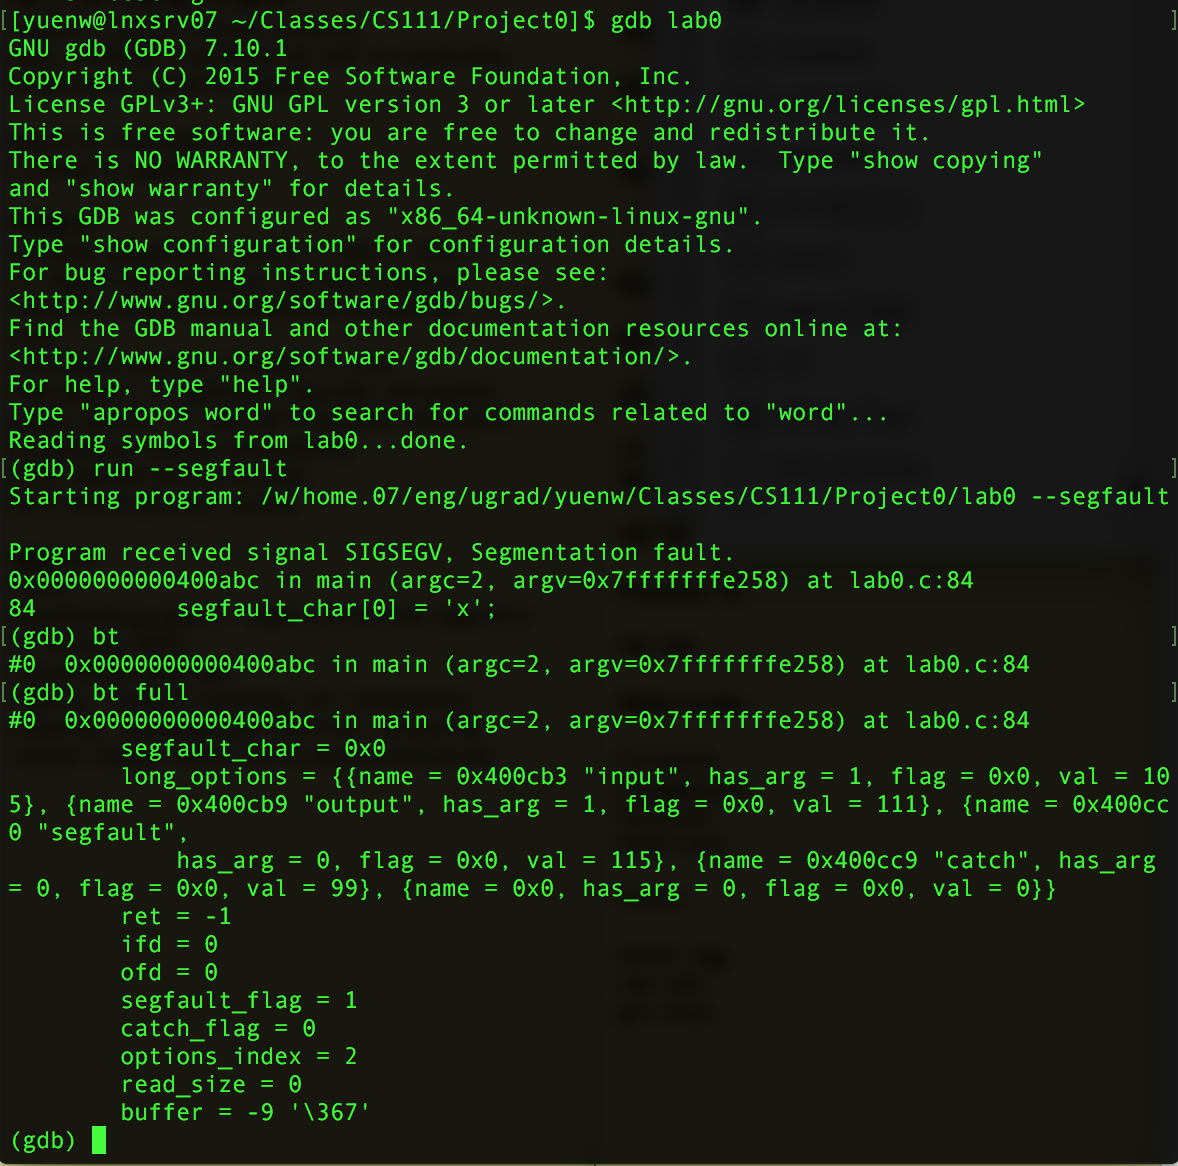 [[yuenw@lnxsrv07 ~/Classes/CS111/Project0]$ gdb lab0 ]
GNU gdb (GDB) 7.10.1
Copyright (C) 2015 Free Software Foundation, Inc.
License GPLv3+: GNU GPL version 3 or later <http://gnu.org/licenses/gpl.html>
This is free software: you are free to change and redistribute it.
There is NO WARRANTY, to the extent permitted by law.  Type "show copying"
and "show warranty" for details.
This GDB was configured as "x86_64-unknown-linux-gnu".
Type "show configuration" for configuration details.
For bug reporting instructions, please see:
<http://www.gnu.org/software/gdb/bugs/>.
Find the GDB manual and other documentation resources online at:
<http://www.gnu.org/software/gdb/documentation/>.
For help, type "help".
Type "apropos word" to search for commands related to "word"...
Reading symbols from lab0...done.
[(gdb) run --segfault ]
Starting program: /w/home.07/eng/ugrad/yuenw/Classes/CS111/Project0/lab0 --segfault

Program received signal SIGSEGV, Segmentation fault.
0x0000000000400abc in main (argc=2, argv=0x7fffffffe258) at lab0.c:84
84          segfault_char[0] = 'x';
[(gdb) bt ]
#0  0x0000000000400abc in main (argc=2, argv=0x7fffffffe258) at lab0.c:84
[(gdb) bt full ]
#0  0x0000000000400abc in main (argc=2, argv=0x7fffffffe258) at lab0.c:84
        segfault_char = 0x0
        long_options = {{name = 0x400cb3 "input", has_arg = 1, flag = 0x0, val = 10
5}, {name = 0x400cb9 "output", has_arg = 1, flag = 0x0, val = 111}, {name = 0x400cc
0 "segfault",
            has_arg = 0, flag = 0x0, val = 115}, {name = 0x400cc9 "catch", has_arg
= 0, flag = 0x0, val = 99}, {name = 0x0, has_arg = 0, flag = 0x0, val = 0}}
        ret = -1
        ifd = 0
        ofd = 0
        segfault_flag = 1
        catch_flag = 0
        options_index = 2
        read_size = 0
        buffer = -9 '\367'
(gdb)